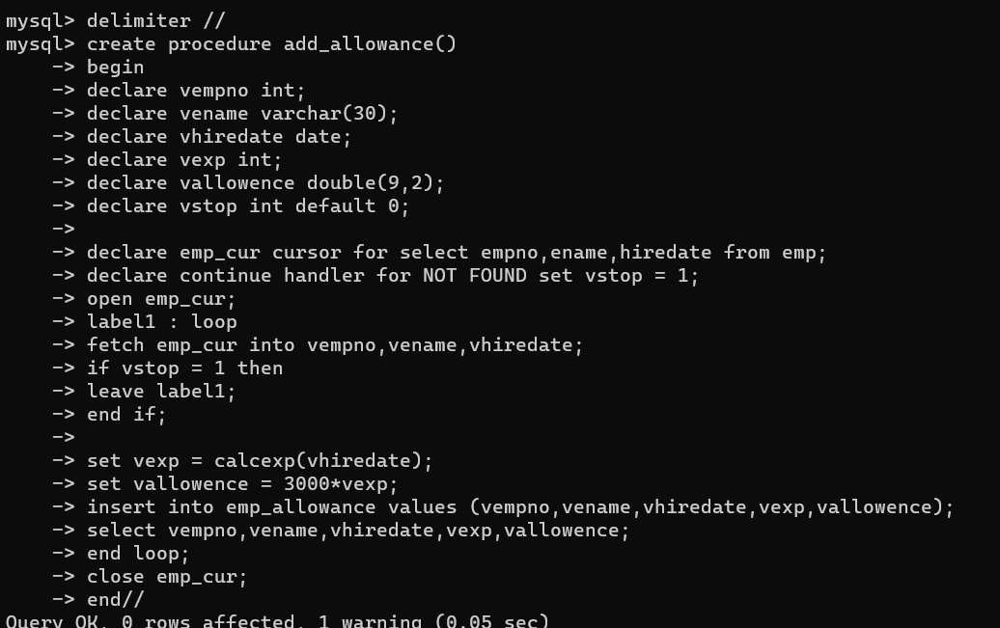 mysql> delimiter //
mysql> create procedure add_allowance()
    -> begin
    -> declare vempno int;
    -> declare vename varchar(30);
    -> declare vhiredate date;
    -> declare vexp int;
    -> declare vallowence double(9,2);
    -> declare vstop int default 0;
    ->
    -> declare emp_cur cursor for select empno,ename,hiredate from emp;
    -> declare continue handler for NOT FOUND set vstop = 1;
    -> open emp_cur;
    -> label1 : loop
    -> fetch emp_cur into vempno,vename,vhiredate;
    -> if vstop = 1 then
    -> leave label1;
    -> end if;
    ->
    -> set vexp = calcexp(vhiredate);
    -> set vallowence = 3000*vexp;
    -> insert into emp_allowance values (vempno,vename,vhiredate,vexp,vallowence);
    -> select vempno,vename,vhiredate,vexp,vallowence;
    -> end loop;
    -> close emp_cur;
    -> end//
Query OK, 0 rows affected, 1 warning (0.05 sec)